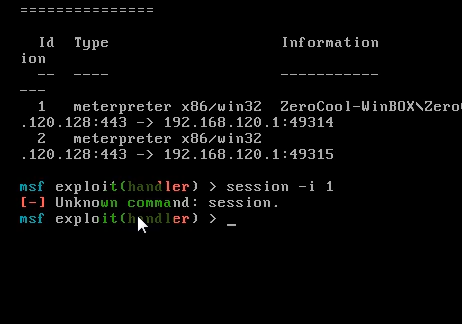 ===============
Id Type Information
ion
-- ---- -----------
---
1 meterpreter x86/win32 ZeroCool-WinBOX\Zero
.120.128:443 -> 192.168.120.1:49314
2 meterpreter x86/win32
.120.128:443 -> 192.168.120.1:49315
msf exploit(handler) > session -i 1
[-] Unknown command: session.
msf exploit(handler) > _